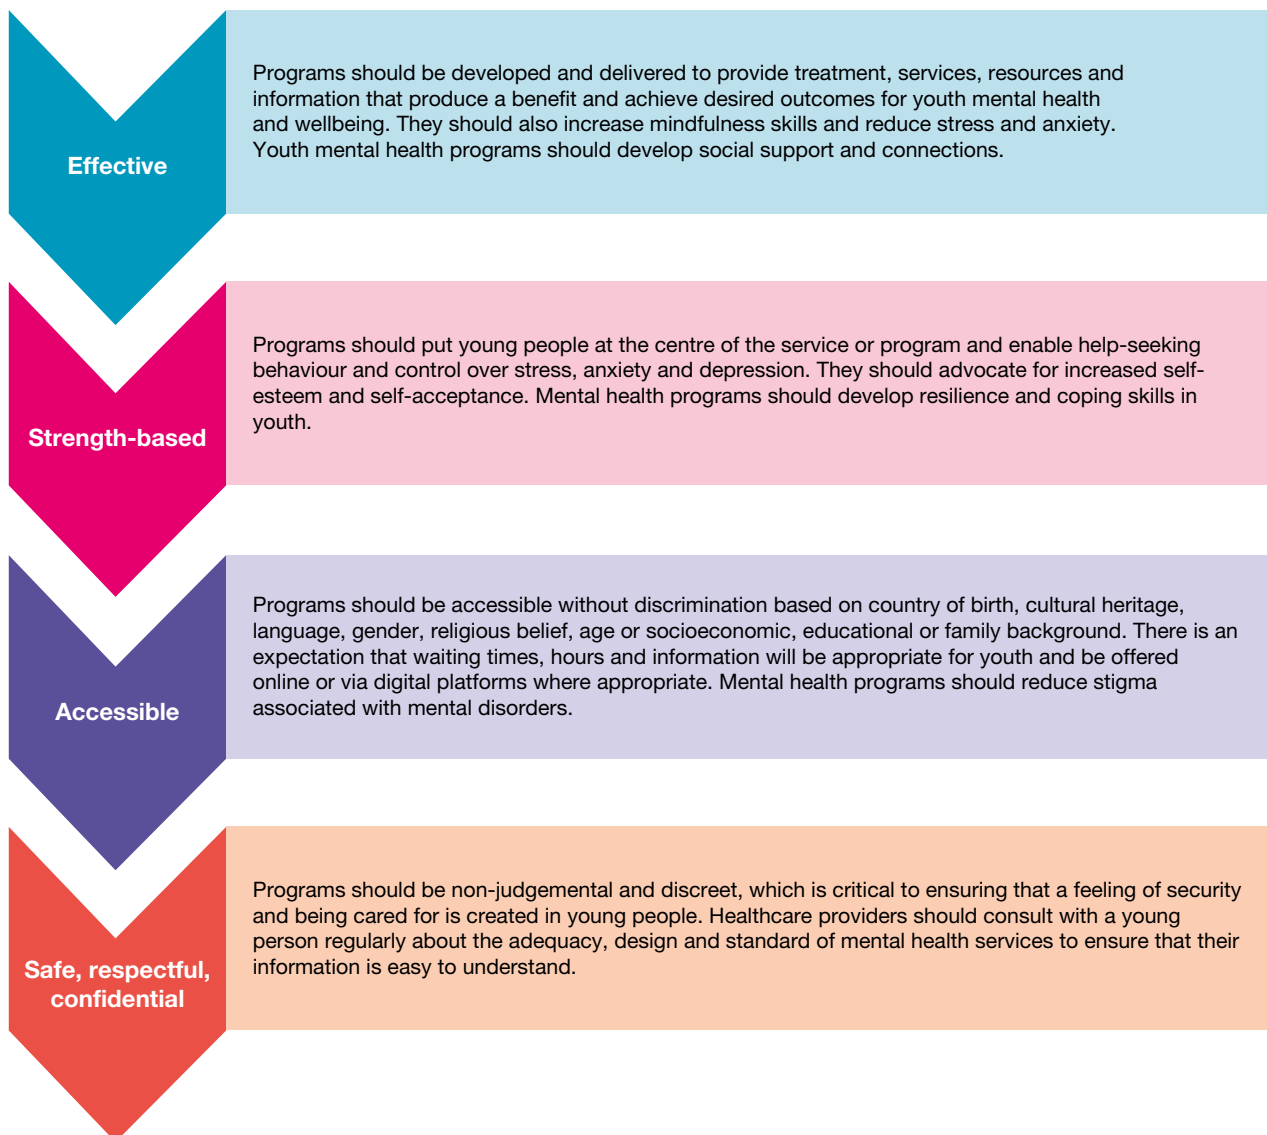 Effective
Programs should be developed and delivered to provide treatment, services, resources and
information that produce a benefit and achieve desired outcomes for youth mental health
and wellbeing. They should also increase mindfulness skills and reduce stress and anxiety.
Youth mental health programs should develop social support and connections.
Strength-based
Programs should put young people at the centre of the service or program and enable help-seeking
behaviour and control over stress, anxiety and depression. They should advocate for increased self-
esteem and self-acceptance. Mental health programs should develop resilience and coping skills in
youth.
Accessible
Programs should be accessible without discrimination based on country of birth, cultural heritage,
language, gender, religious belief, age or socioeconomic, educational or family background. There is an
expectation that waiting times, hours and information will be appropriate for youth and be offered
online or via digital platforms where appropriate. Mental health programs should reduce stigma
associated with mental disorders.
Safe, respectful,
confidential
Programs should be non-judgemental and discreet, which is critical to ensuring that a feeling of security
and being cared for is created in young people. Healthcare providers should consult with a young
person regularly about the adequacy, design and standard of mental health services to ensure that their
information is easy to understand.